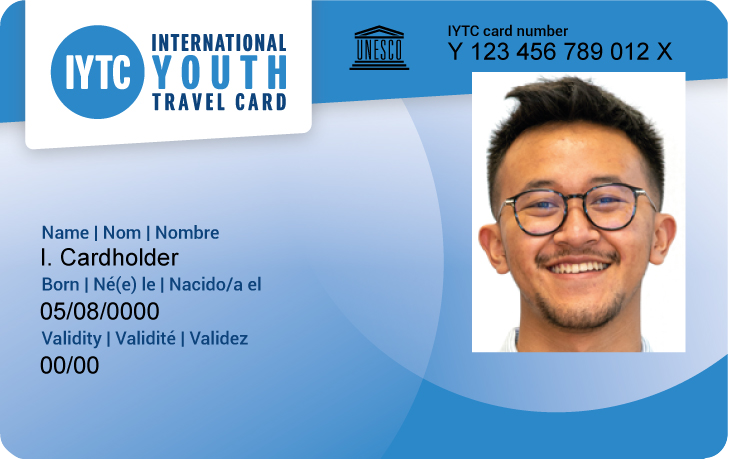 IYTC
INTERNATIONAL
YOUTH
TRAVEL CARD
UNESCO
IYTC card number
Y 123 456 789 012 X
Name | Nom | Nombre
I. Cardholder
Born | Né(e) le | Nacido/a el
05/08/0000
Validity | Validité | Validez
00/00